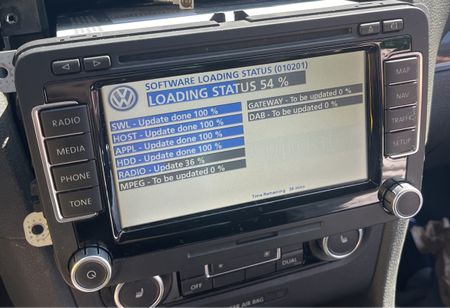 SOFTWARE LOADING STATUS (010201)
LOADING STATUS 54 %
SWL - Update done 100 %
HOST - Update done 100 %
APPL - Update done 100 %
HDD - Update done 100 %
RADIO - Update 36 %
MPEG - To be updated 0 %
GATEWAY - To be updated 0 %
DAB - To be updated 0 %
RADIO
MEDIA
PHONE
TONE
MAP
NAV
TRAFFIC
SETUP
DUAL
AIR BAG